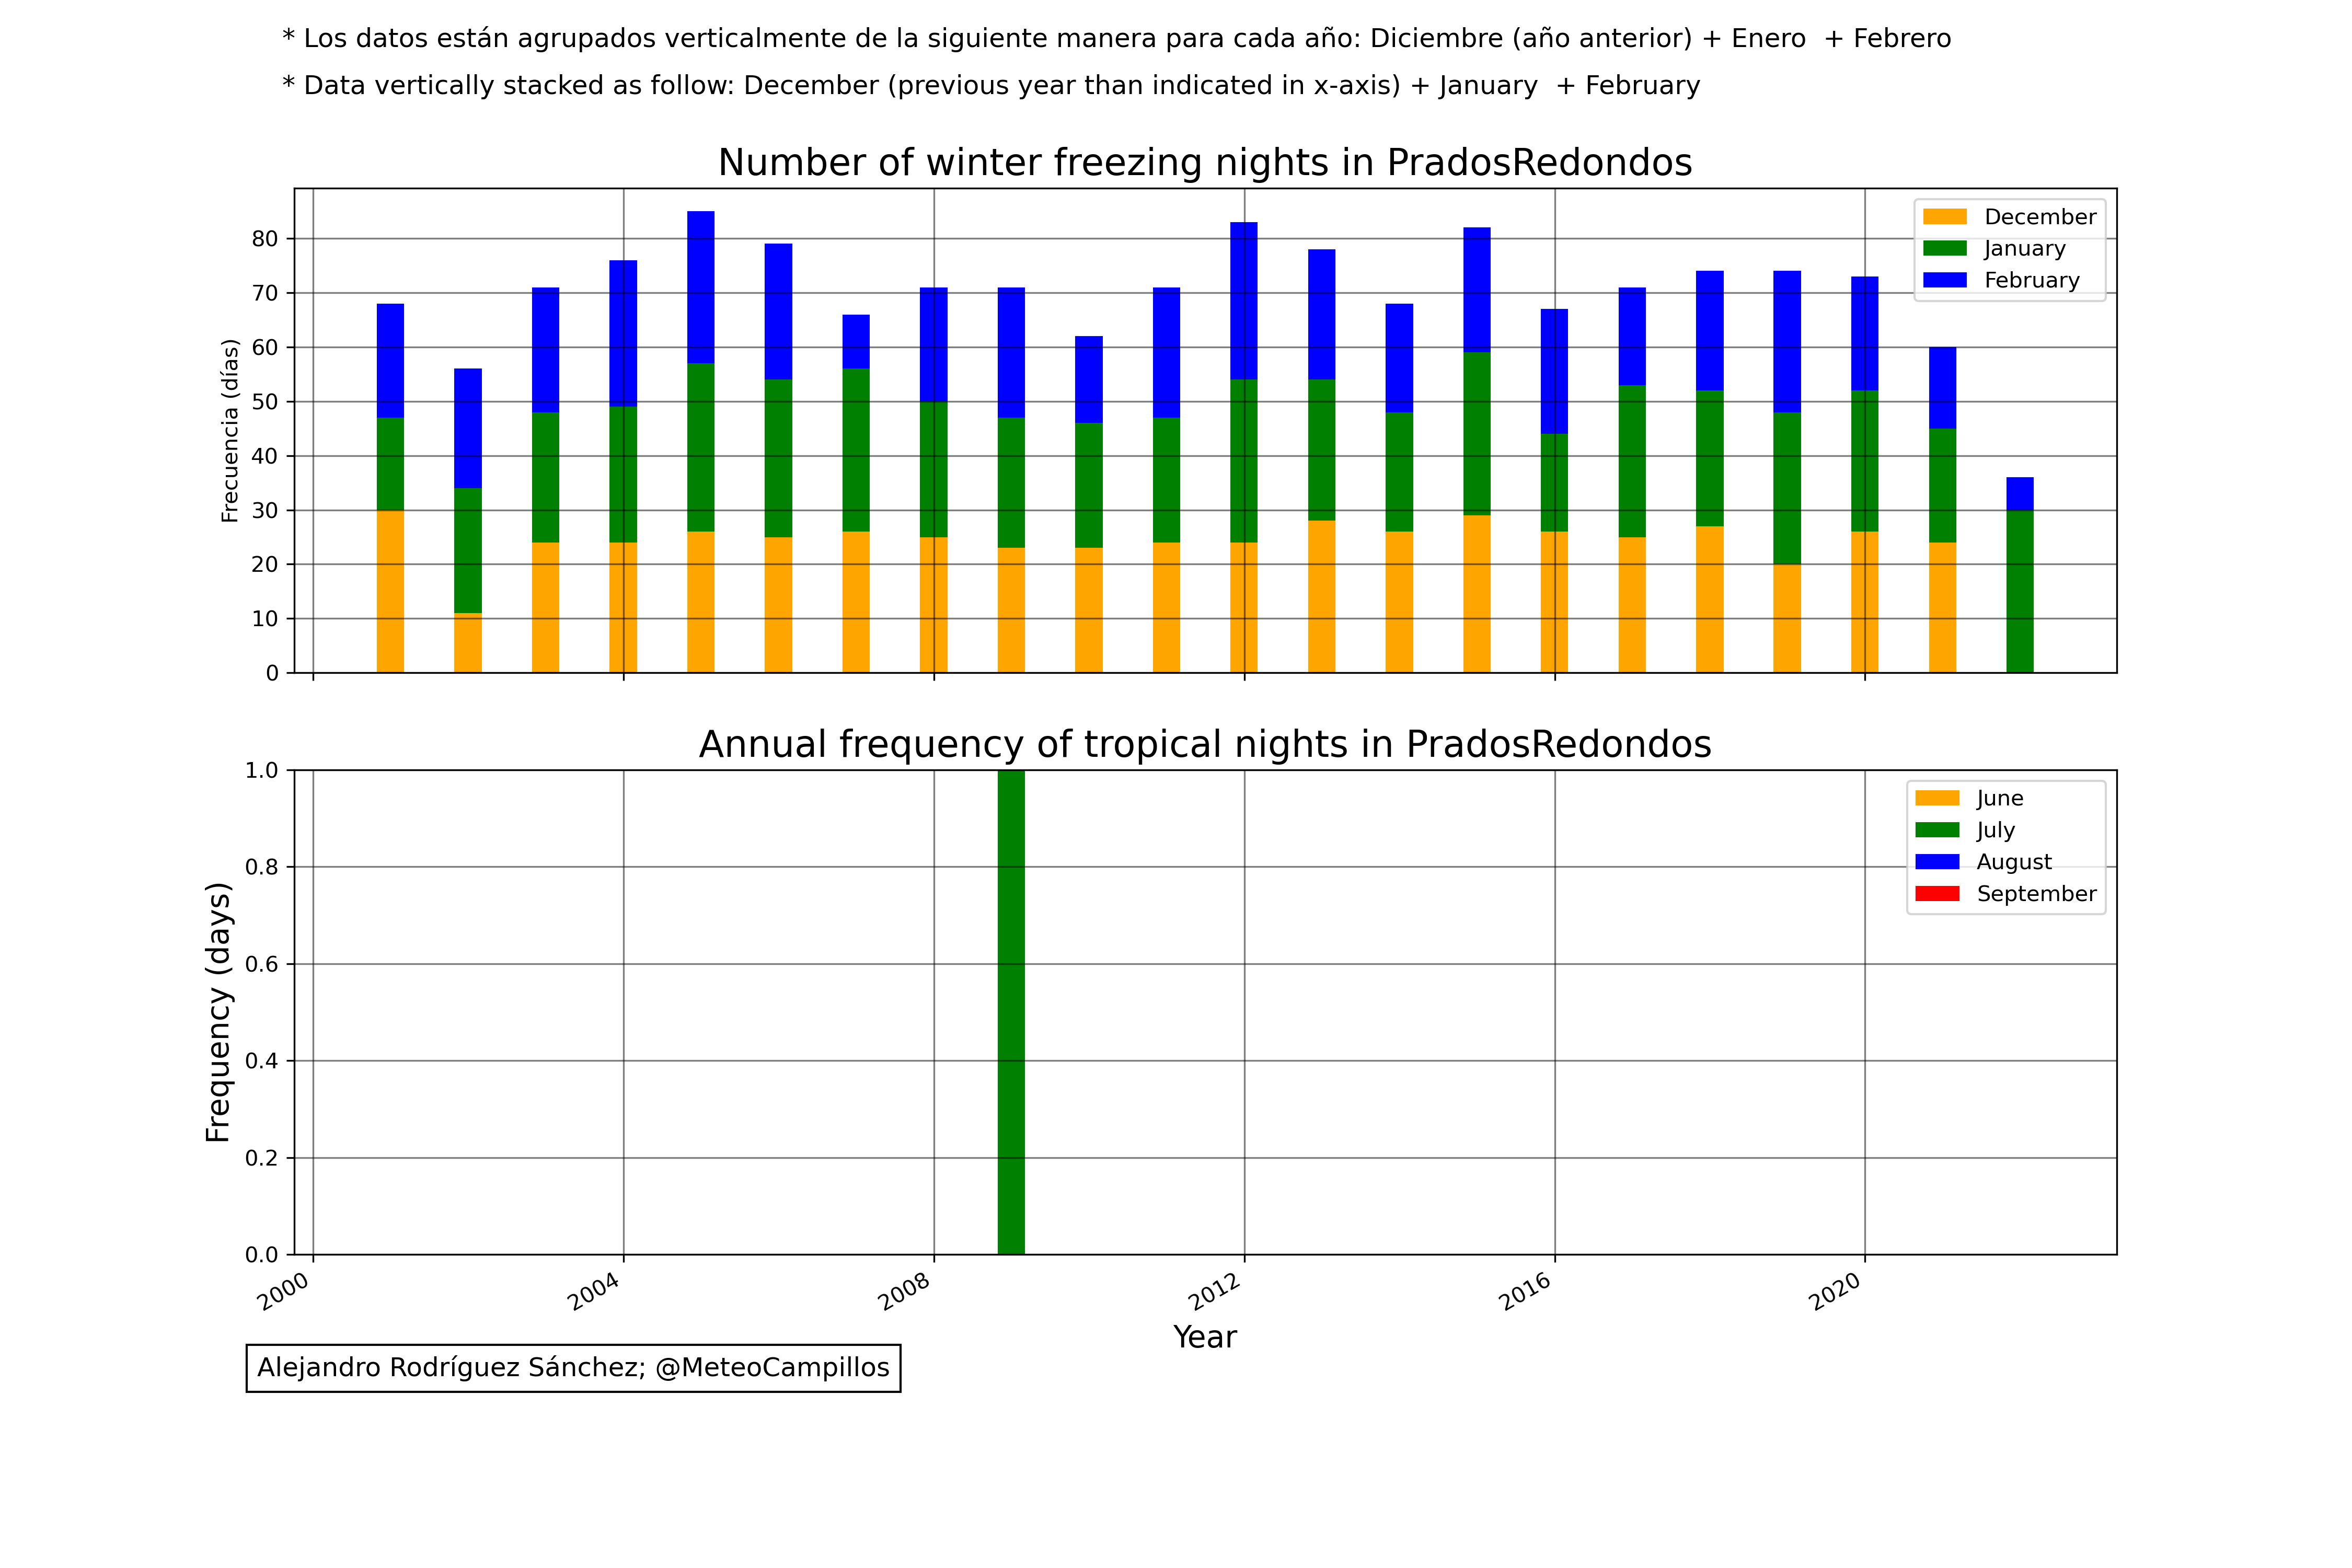 * Los datos están agrupados verticalmente de la siguiente manera para cada año: Diciembre (año anterior) + Enero  + Febrero
* Data vertically stacked as follow: December (previous year than indicated in x-axis) + January  + February
Number of winter freezing nights in PradosRedondos
Frecuencia (días)
80
70
60
50
40
30
20
10
0
December
January
February
Annual frequency of tropical nights in PradosRedondos
Frequency (days)
1.0
0.8
0.6
0.4
0.2
0.0
June
July
August
September
2000
2004
2008
2012
2016
2020
Year
Alejandro Rodríguez Sánchez; @MeteoCampillos